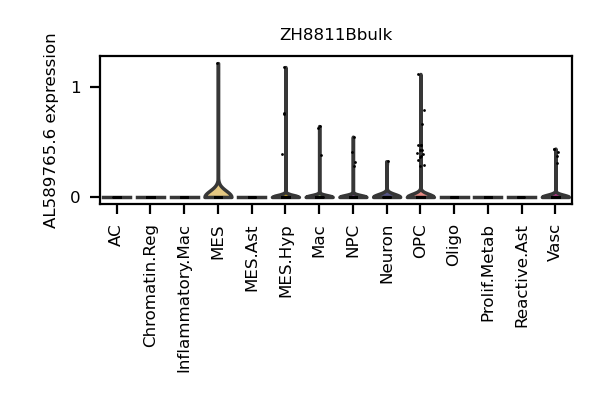 ZH8811Bbulk
AL589765.6 expression
1
0
AC
Chromatin.Reg
Inflammatory.Mac
MES
MES.Ast
MES.Hyp
Mac
NPC
Neuron
OPC
Oligo
Prolif.Metab
Reactive.Ast
Vasc